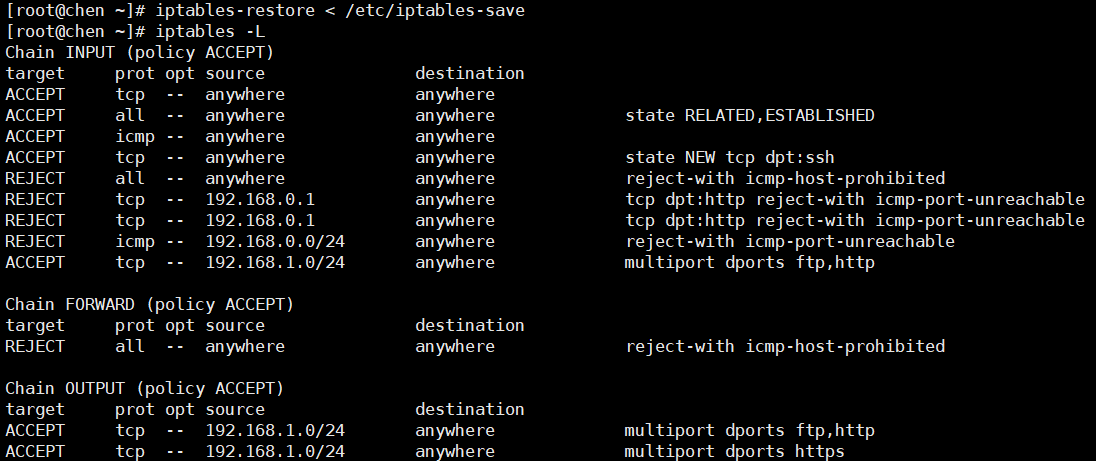 [root@chen ~]# iptables-restore < /etc/iptables-save
[root@chen ~]# iptables -L
Chain INPUT (policy ACCEPT)
target     prot opt source               destination
ACCEPT     tcp  --  anywhere             anywhere
ACCEPT     all  --  anywhere             anywhere             state RELATED,ESTABLISHED
ACCEPT     icmp --  anywhere             anywhere
ACCEPT     tcp  --  anywhere             anywhere             state NEW tcp dpt:ssh
REJECT     all  --  anywhere             anywhere             reject-with icmp-host-prohibited
REJECT     tcp  --  192.168.0.1          anywhere             tcp dpt:http reject-with icmp-port-unreachable
REJECT     tcp  --  192.168.0.1          anywhere             tcp dpt:http reject-with icmp-port-unreachable
REJECT     icmp --  192.168.0.0/24       anywhere             reject-with icmp-port-unreachable
ACCEPT     tcp  --  192.168.1.0/24       anywhere             multiport dports ftp,http

Chain FORWARD (policy ACCEPT)
target     prot opt source               destination
REJECT     all  --  anywhere             anywhere             reject-with icmp-host-prohibited

Chain OUTPUT (policy ACCEPT)
target     prot opt source               destination
ACCEPT     tcp  --  192.168.1.0/24       anywhere             multiport dports ftp,http
ACCEPT     tcp  --  192.168.1.0/24       anywhere             multiport dports https